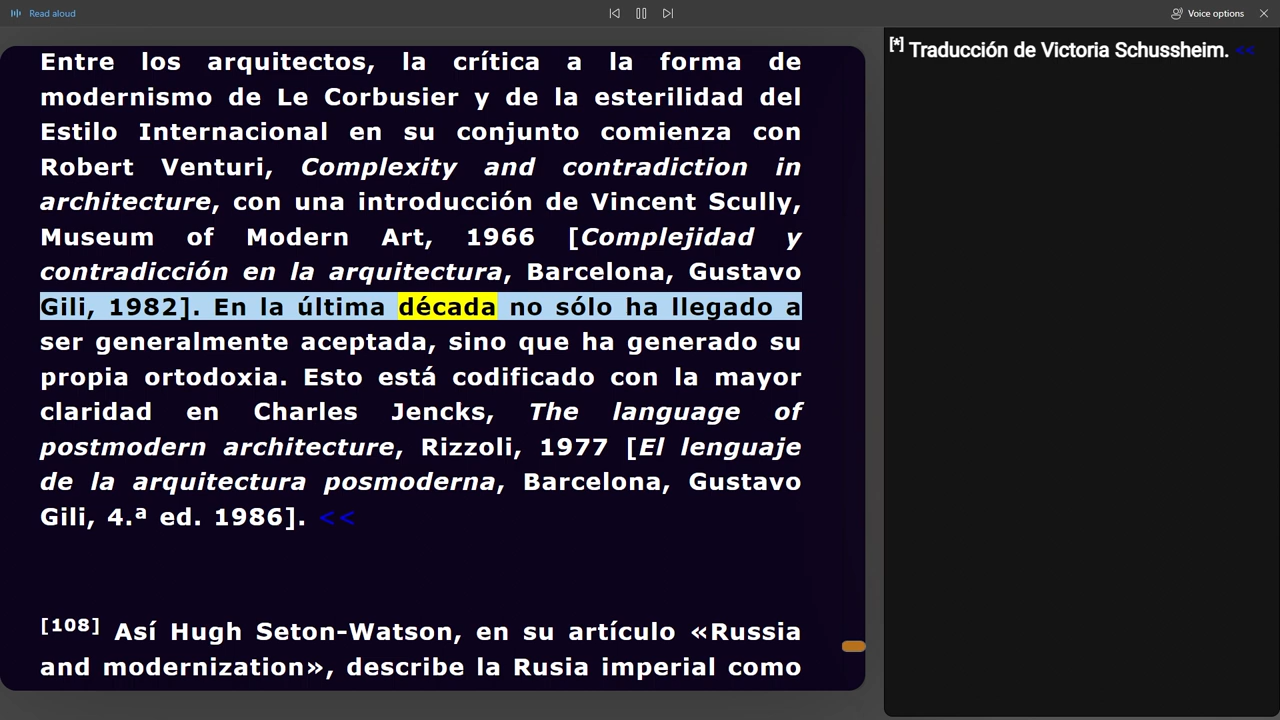 Read aloud
Voice options
Entre los arquitectos, la crítica a la forma de
modernismo de Le Corbusier y de la esterilidad del
Estilo Internacional en su conjunto comienza con
Robert Venturi, Complexity and contradiction in
architecture, con una introducción de Vincent Scully,
Museum of Modern Art, 1966 [Complejidad y
contradicción en la arquitectura, Barcelona, Gustavo
Gili, 1982]. En la última década no sólo ha llegado a
ser generalmente aceptada, sino que ha generado su
propia ortodoxia. Esto está codificado con la mayor
claridad en Charles Jencks, The language of
postmodern architecture, Rizzoli, 1977 [El lenguaje
de la arquitectura posmoderna, Barcelona, Gustavo
Gili, 4.ª ed. 1986]. <<
[108] Así Hugh Seton-Watson, en su artículo «Russia
and modernization», describe la Rusia imperial como
[*] Traducción de Victoria Schussheim. <<